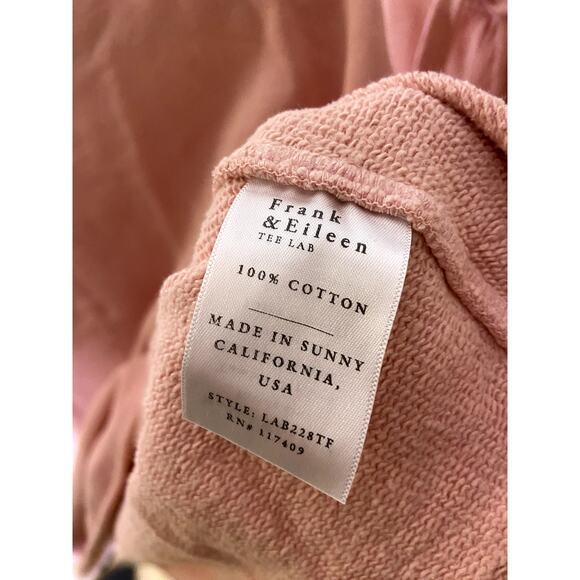 Frank
&Eileen
TEE LAB
100% COTTON
MADE IN SUNNY
CALIFORNIA,
USA
STYLE: LAB228TF
RN# 117409